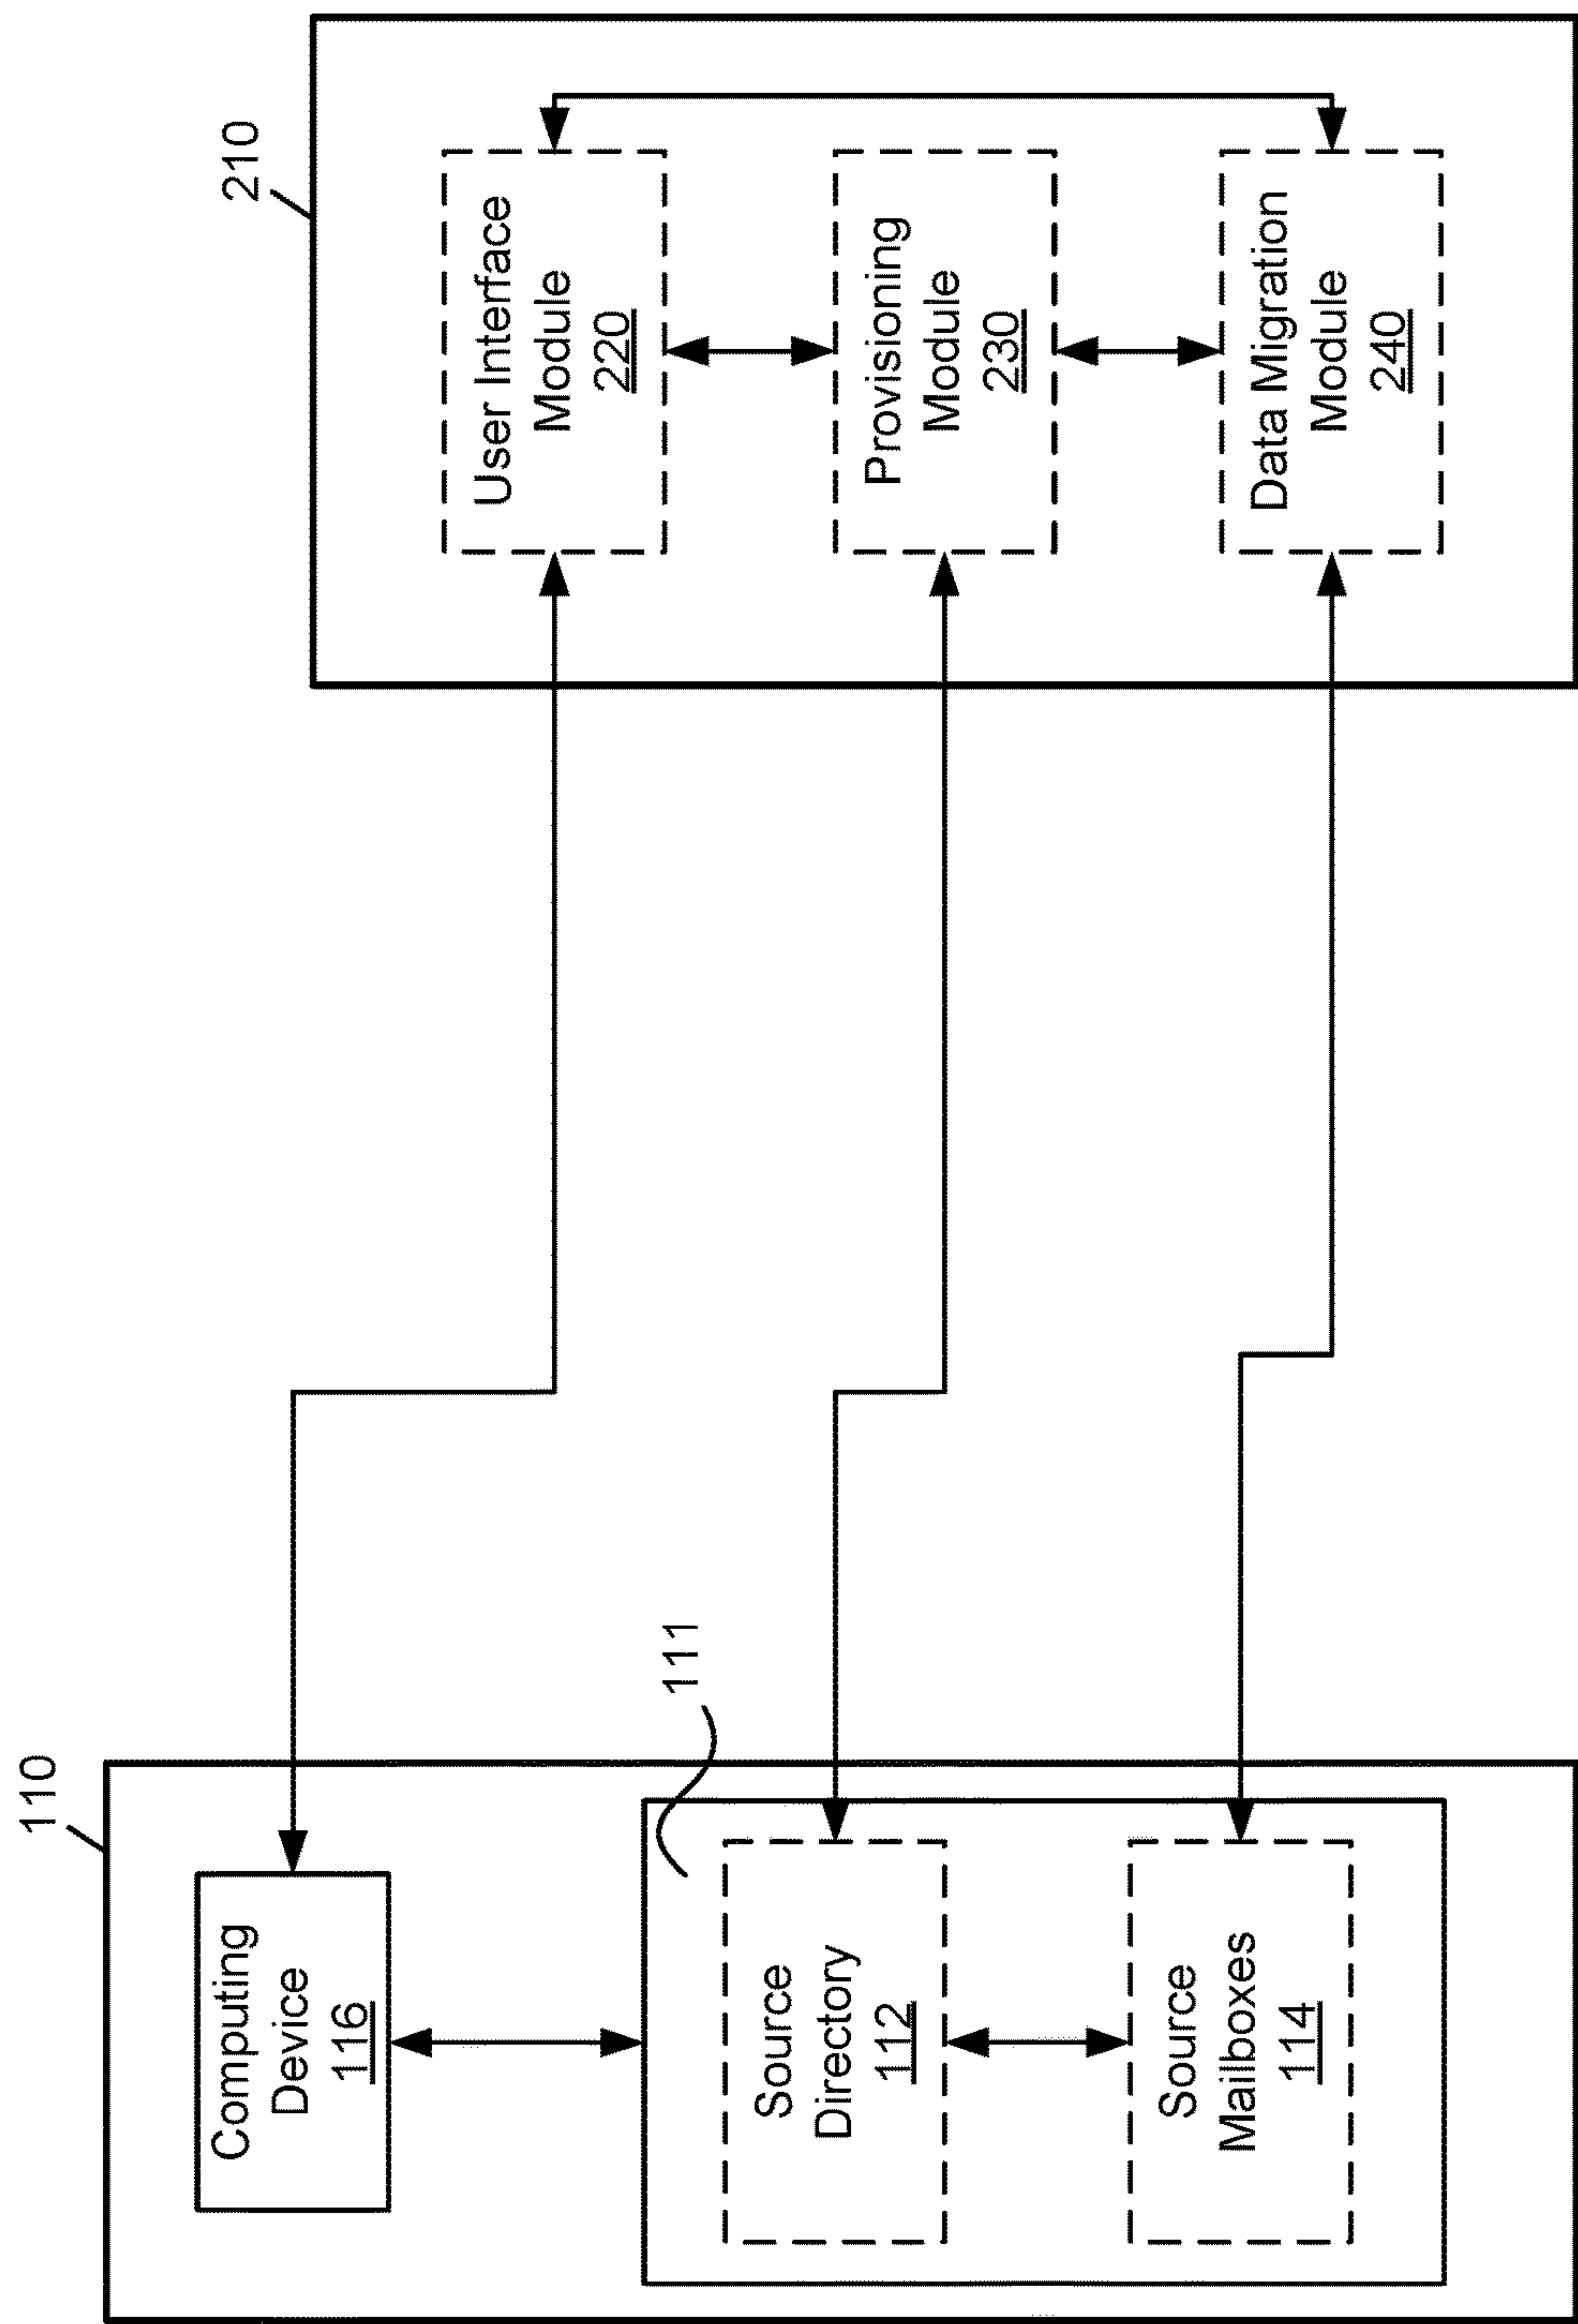 110
Computing
Device
116
111
Source
Directory
112
Source
Mailboxes
114
210
User Interface
Module
220
Provisioning
Module
230
Data Migration
Module
240